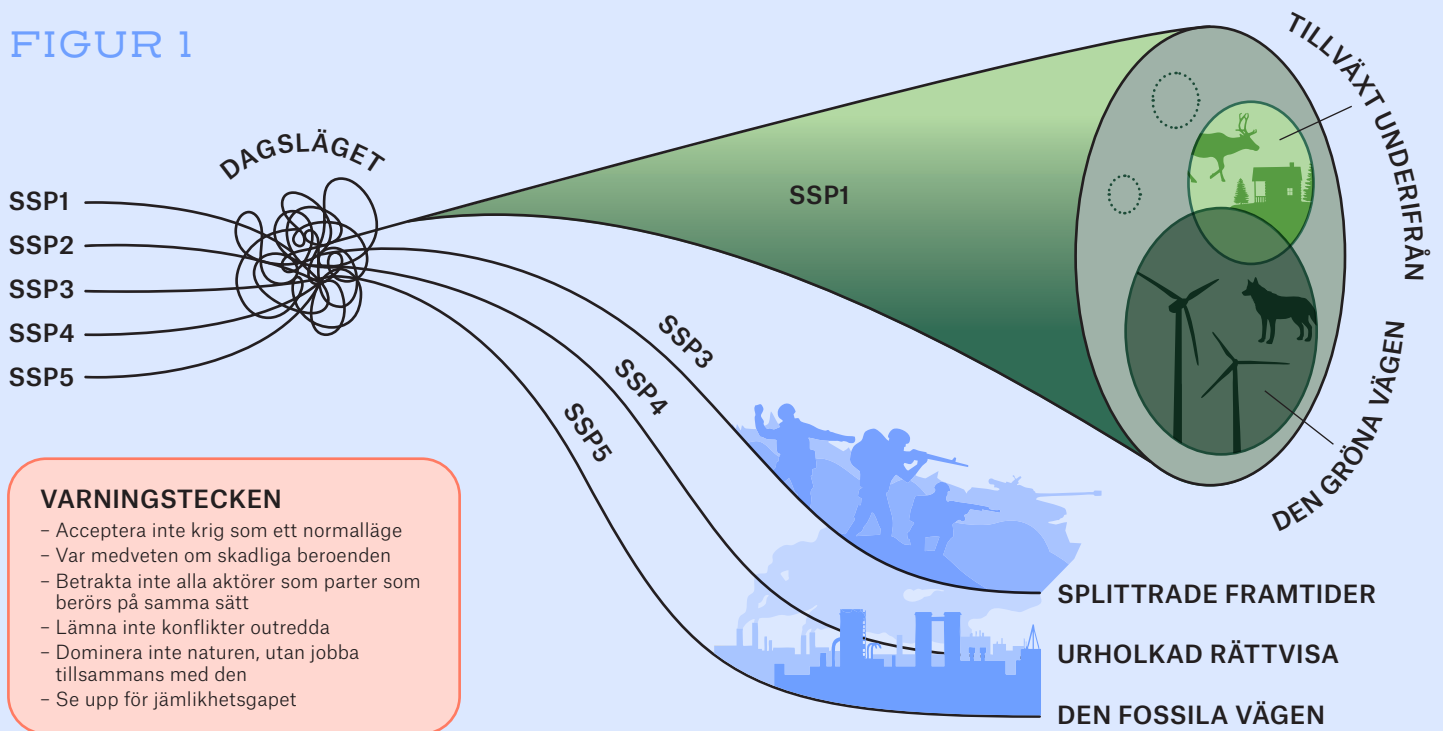 FIGUR 1
DAGSLÄGET
SSP1
SSP2
SSP3
SSP4
SSP5
SSP1
SSP3
SSP4
SSP5
TILLVÄXT UNDERIFRÅN
DEN GRÖNA VÄGEN
SPLITTRADE FRAMTIDER
URHOLKAD RÄTTVISA
DEN FOSSILA VÄGEN
VARNINGSTECKEN
– Acceptera inte krig som ett normalläge
– Var medveten om skadliga beroenden
– Betrakta inte alla aktörer som parter som
berörs på samma sätt
– Lämna inte konflikter outredda
– Dominera inte naturen, utan jobba
tillsammans med den
– Se upp för jämlikhetsgapet